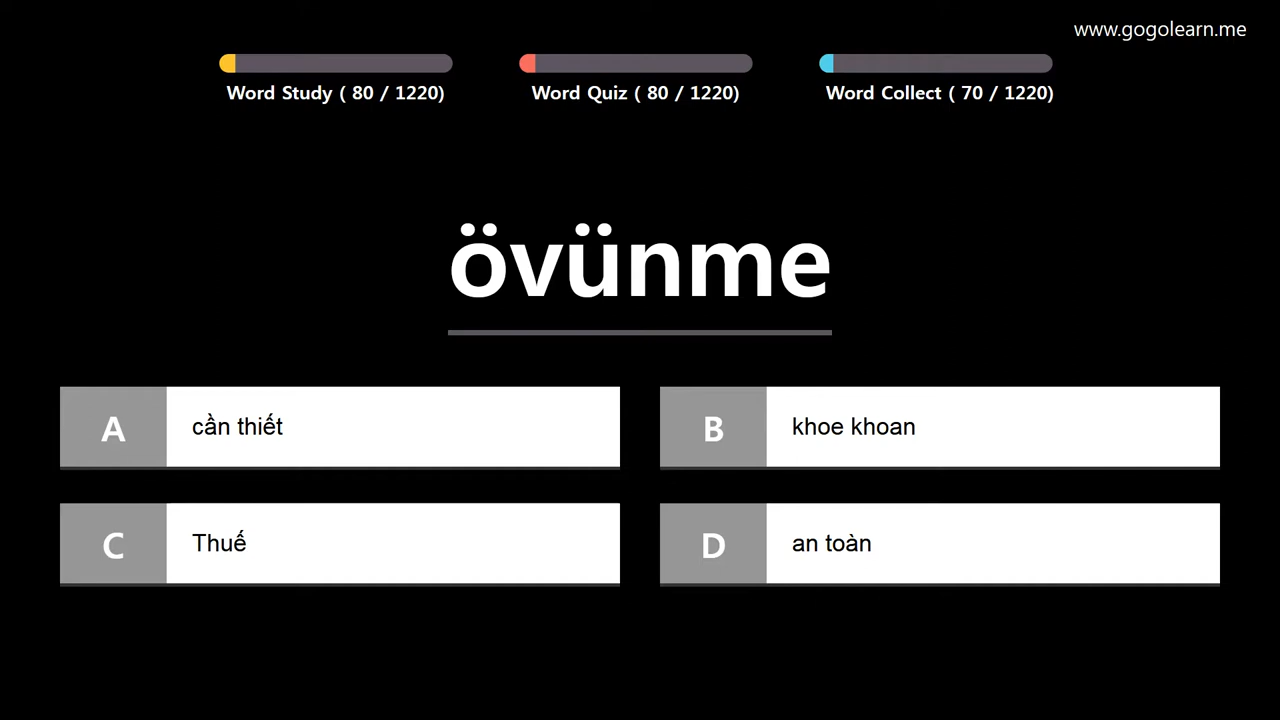 www.gogolearn.me
Word Study ( 80 / 1220)
Word Quiz ( 80 / 1220)
Word Collect ( 70 / 1220)
övünme
A
cần thiết
B
khoe khoan
C
Thuế
D
an toàn